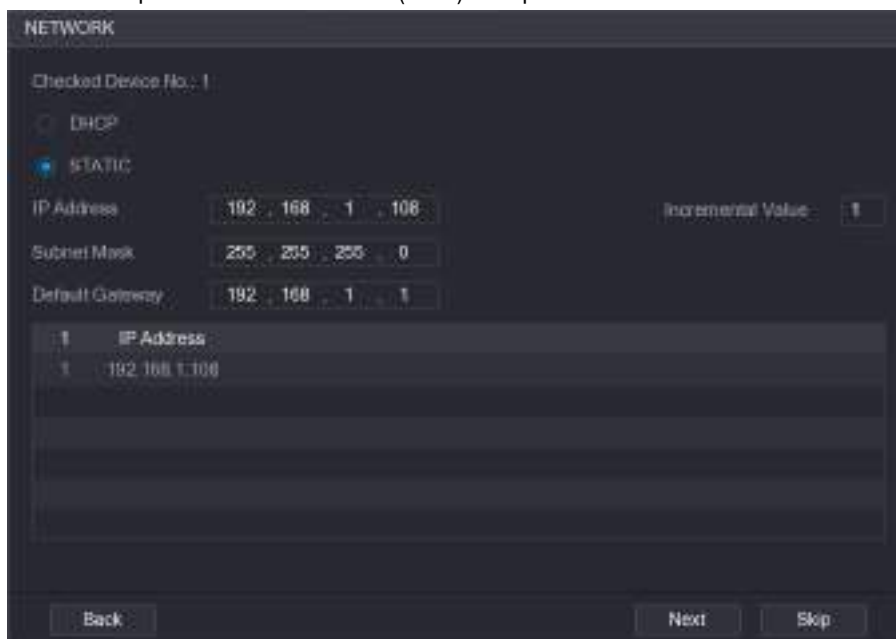 NETWORK
Checked Device No.: 1
DHCP
STATIC
IP Address 192 . 168 . 1 . 108 Incremental Value 1
Subnet Mask 255 . 255 . 255 . 0
Default Gateway 192 . 168 . 1 . 1
1 IP Address
1 192.168.1.108
Back Next Skip